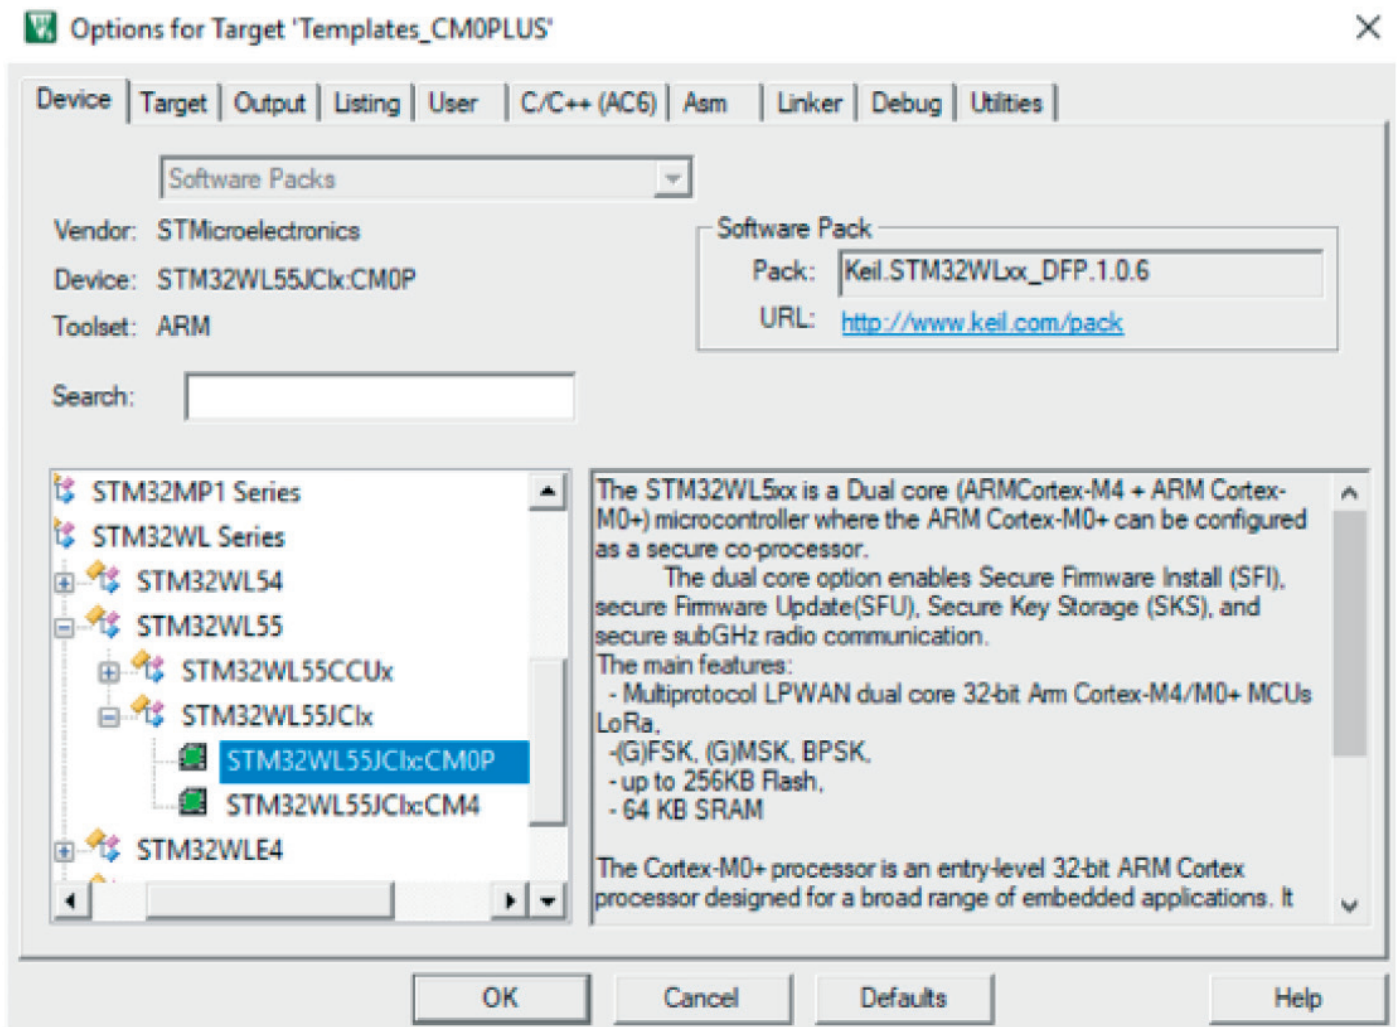 Options for Target 'Templates_CM0PLUS'
Device Target Output Listing User C/C++ (AC6) Asm Linker Debug Utilities
Software Packs
Vendor: STMicroelectronics
Device: STM32WL55JCIx:CM0P
Toolset: ARM
Software Pack
Pack: Keil.STM32WLxx_DFP.1.0.6
URL: http://www.keil.com/pack
Search:
STM32MP1 Series
STM32WL Series
STM32WL54
STM32WL55
STM32WL55CCUx
STM32WL55JCIx
STM32WL55JCIx:CM0P
STM32WL55JCIx:CM4
STM32WLE4
The STM32WL5xx is a Dual core (ARMCortex-M4 + ARM Cortex-
M0+) microcontroller where the ARM Cortex-M0+ can be configured
as a secure co-processor.
The dual core option enables Secure Firmware Install (SFI),
secure Firmware Update(SFU), Secure Key Storage (SKS), and
secure subGHz radio communication.
The main features:
- Multiprotocol LPWAN dual core 32-bit Arm Cortex-M4/M0+ MCUs
LoRa,
-(G)FSK, (G)MSK, BPSK,
- up to 256KB Flash,
- 64 KB SRAM
The Cortex-M0+ processor is an entry-level 32-bit ARM Cortex
processor designed for a broad range of embedded applications. It
OK Cancel Defaults Help